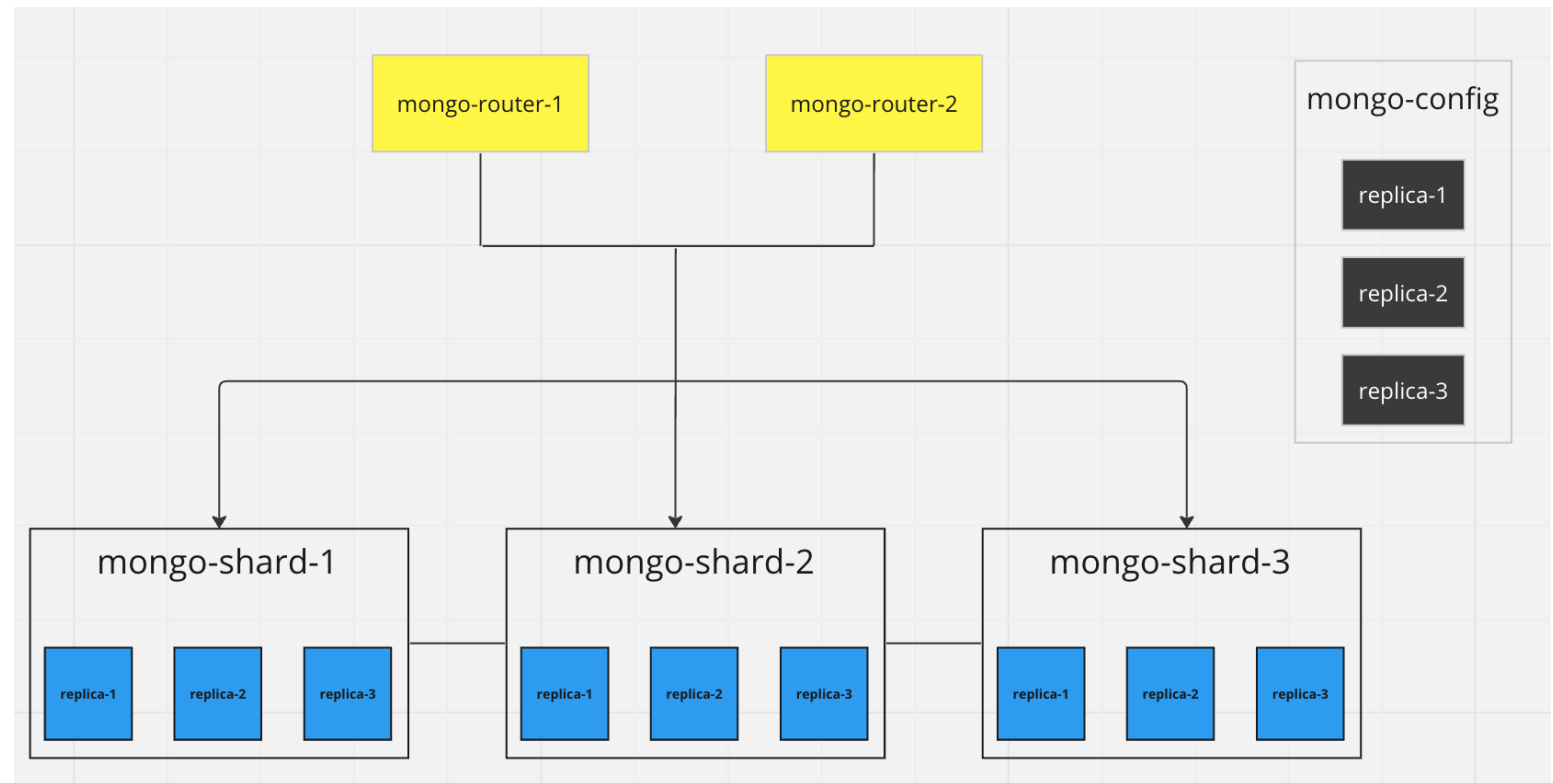 mongo-router-1
mongo-router-2
mongo-config
replica-1
replica-2
replica-3
mongo-shard-1
replica-1
replica-2
replica-3
mongo-shard-2
replica-1
replica-2
replica-3
mongo-shard-3
replica-1
replica-2
replica-3